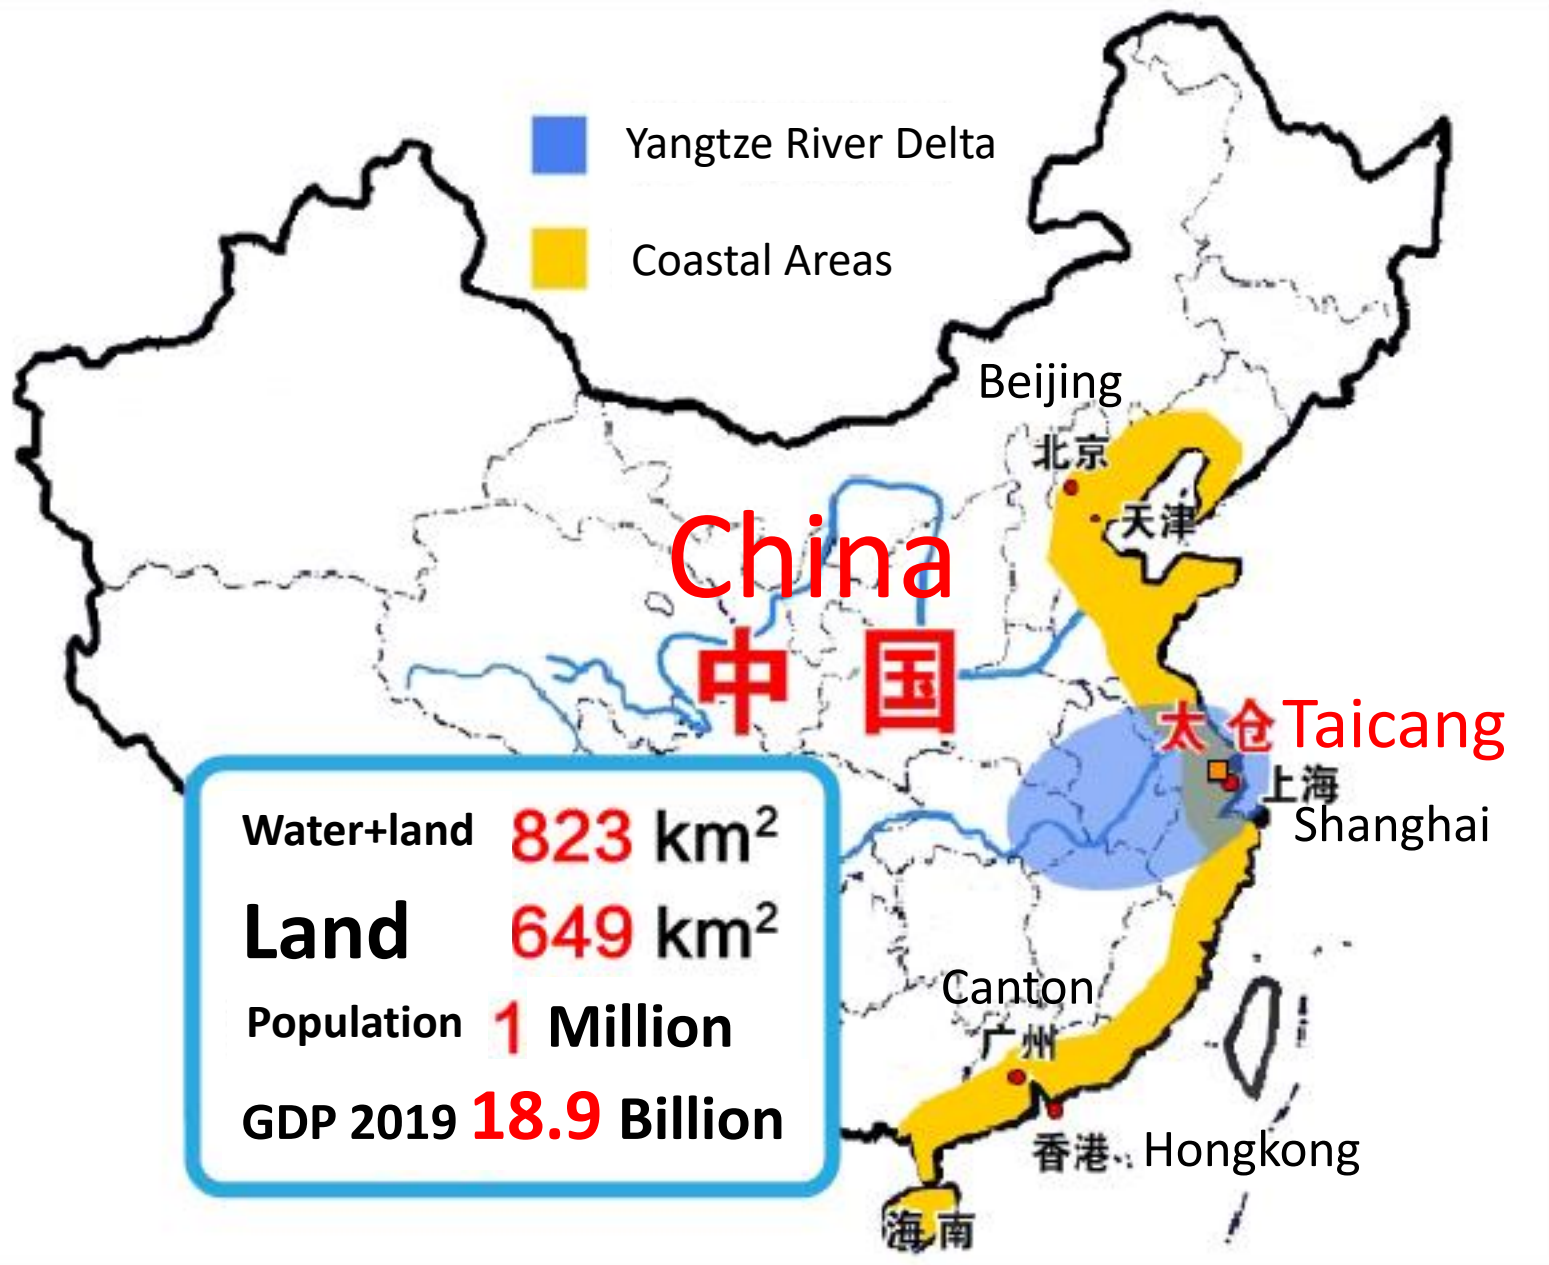 Yangtze River Delta
Coastal Areas
Beijing
北京
天津
China
中国
太仓 Taicang
上海
Shanghai
Water+land 823 km²
Land 649 km²
Population 1 Million
GDP 2019 18.9 Billion
Canton
广州
香港 Hongkong
海南